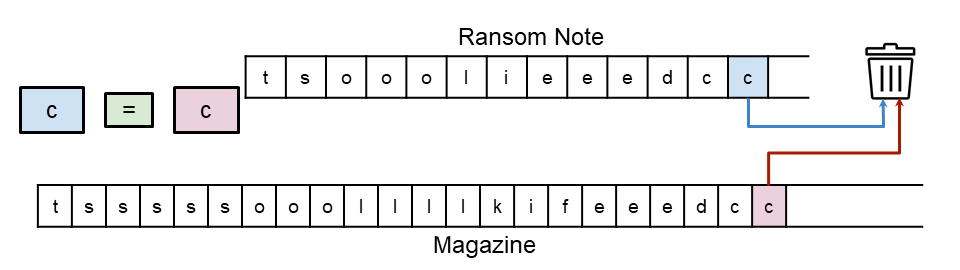 Ransom Note
t s o o o l i e e e d c c
c = c
t s s s s s o o o l l l l k i f e e e d c c
Magazine